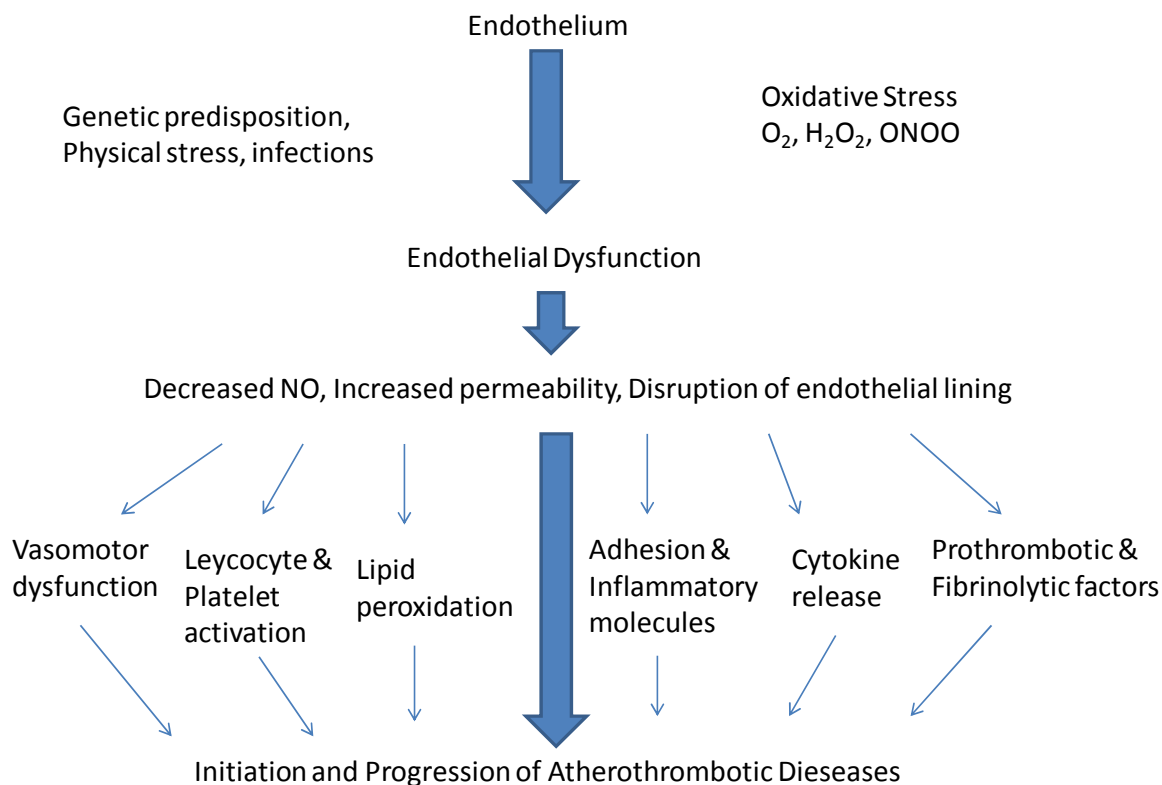 Endothelium
Genetic predisposition,
Physical stress, infections
Oxidative Stress
O₂, H₂O₂, ONOO
Endothelial Dysfunction
Decreased NO, Increased permeability, Disruption of endothelial lining
Vasomotor
dysfunction
Leycocyte &
Platelet
activation
Lipid
peroxidation
Adhesion &
Inflammatory
molecules
Cytokine
release
Prothrombotic &
Fibrinolytic factors
Initiation and Progression of Atherothrombotic Dieseases